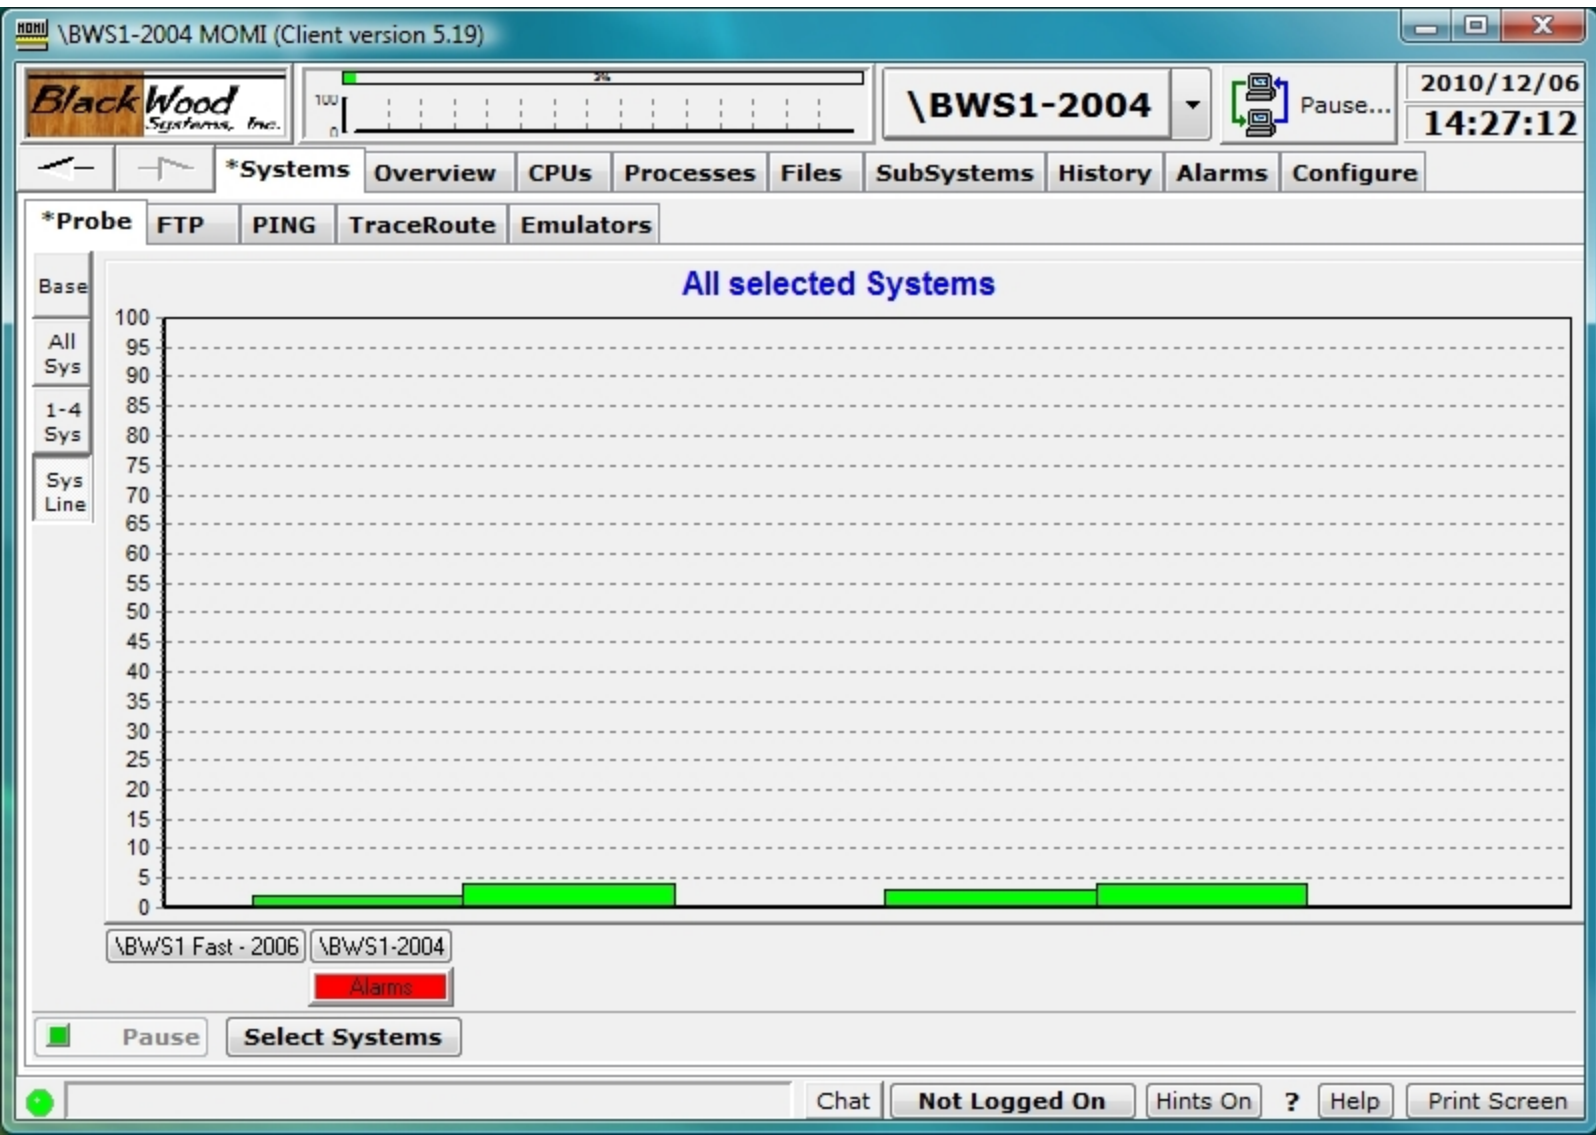 MOMI \BWS1-2004 MOMI (Client version 5.19)
BlackWood Systems, Inc.
3%
100
0
\BWS1-2004
Pause...
2010/12/06
14:27:12
*Systems Overview CPUs Processes Files SubSystems History Alarms Configure
*Probe FTP PING TraceRoute Emulators
Base
All
Sys
1-4
Sys
Sys
Line
All selected Systems
100
95
90
85
80
75
70
65
60
55
50
45
40
35
30
25
20
15
10
5
0
\BWS1 Fast - 2006 \BWS1-2004
Alarms
Pause Select Systems
Chat Not Logged On Hints On ? Help Print Screen